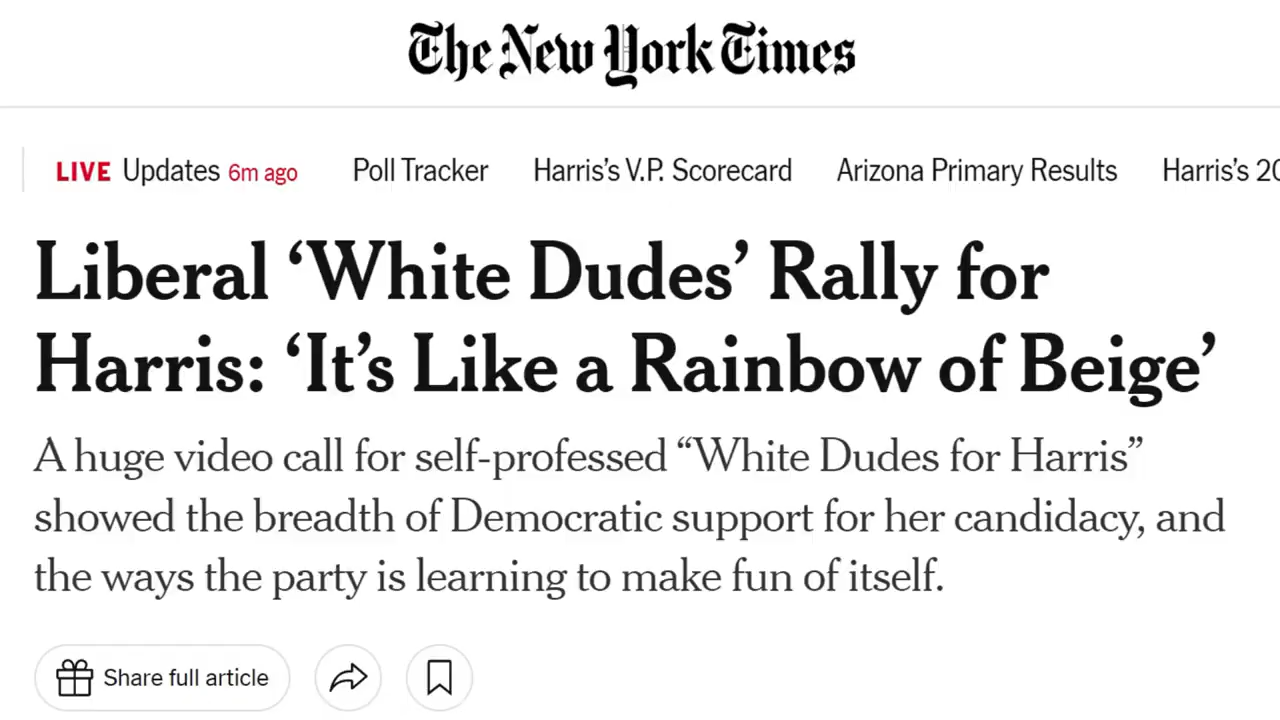 The New York Times
LIVE Updates 6m ago Poll Tracker Harris’s V.P. Scorecard Arizona Primary Results Harris’s 20
Liberal ‘White Dudes’ Rally for
Harris: ‘It’s Like a Rainbow of Beige’
A huge video call for self-professed “White Dudes for Harris”
showed the breadth of Democratic support for her candidacy, and
the ways the party is learning to make fun of itself.
Share full article